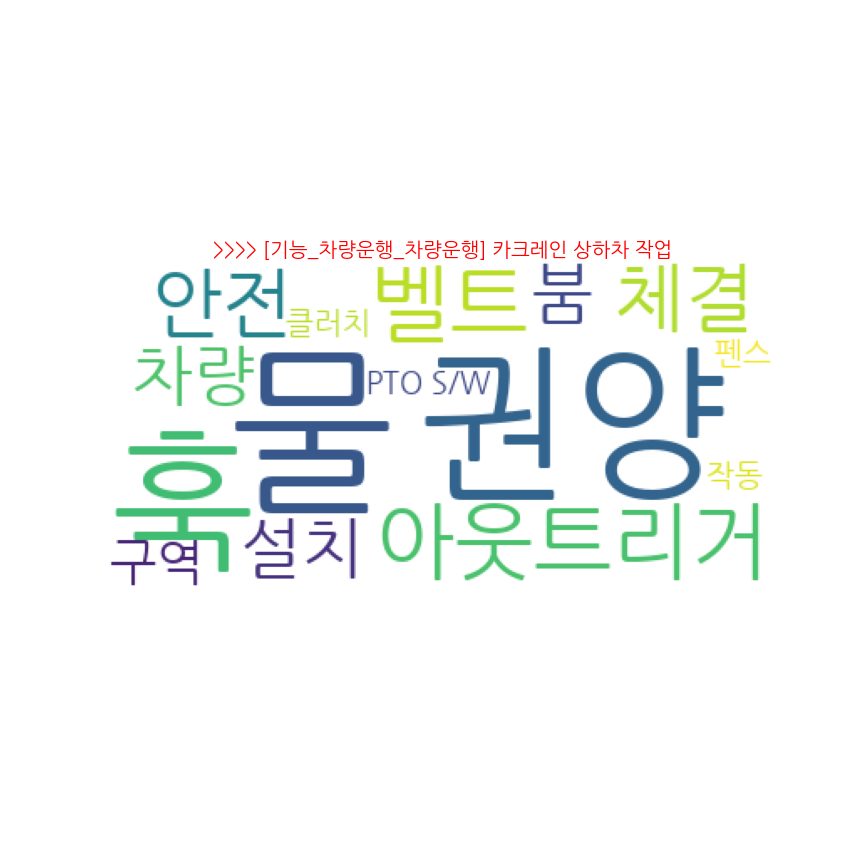 >>>> [기능_차량운행_차량운행] 카크레인 상하차 작업
안전
클러치
벨트
붐
체결
차량
물
PTO S/W
권양
펜스
훅
작동
구역
설치
아웃트리거